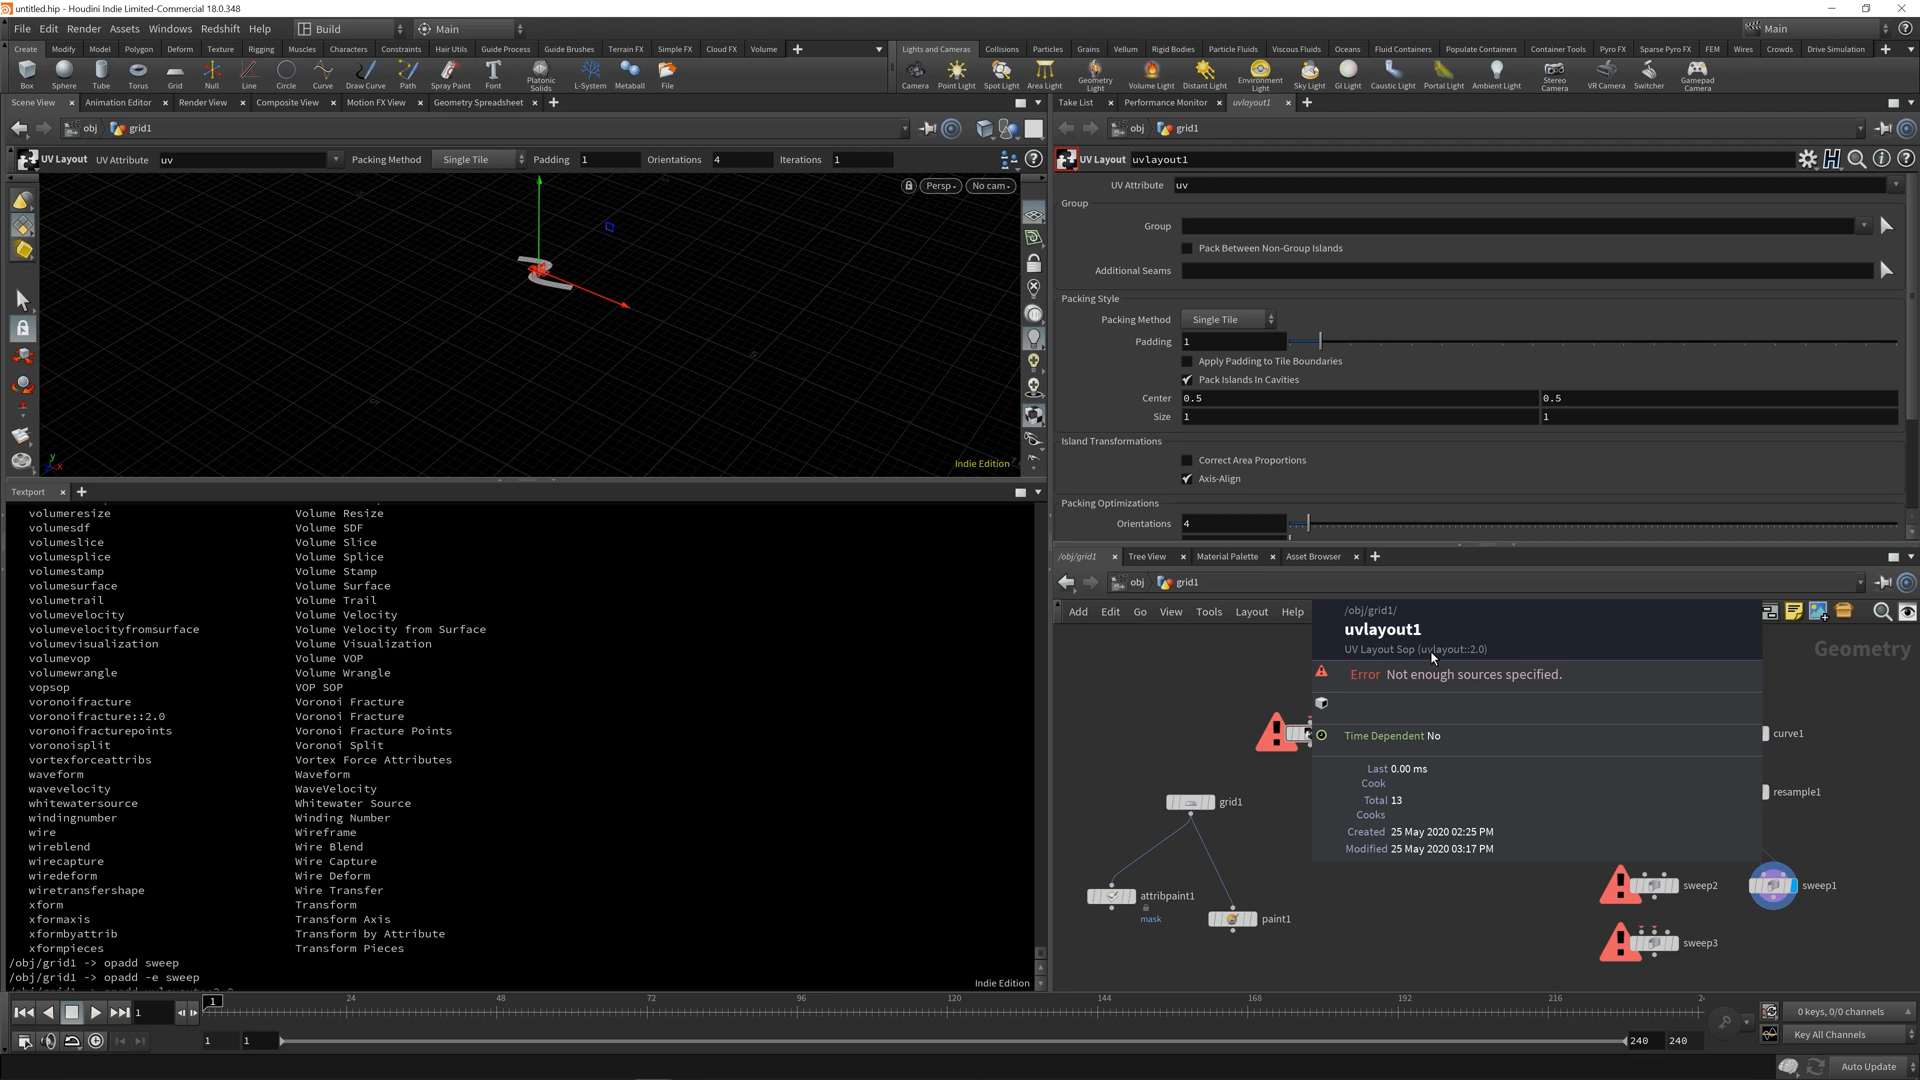 untitled.hip - Houdini Indie Limited-Commercial 18.0.348
File Edit Render Assets Windows Redshift Help Build Main Main
Create Modify Model Polygon Deform Texture Rigging Muscles Characters Constraints Hair Utils Guide Process Guide Brushes Terrain FX Simple FX Cloud FX Volume
Lights and Cameras Collisions Particles Grains Vellum Rigid Bodies Particle Fluids Viscous Fluids Oceans Fluid Containers Populate Containers Container Tools Pyro FX Sparse Pyro FX FEM Wires Crowds Drive Simulation
Box Sphere Tube Torus Grid Null Line Circle Curve Draw Curve Path Spray Paint Font Platonic Solids L-System Metaball File
Camera Point Light Spot Light Area Light Geometry Light Volume Light Distant Light Environment Light Sky Light GI Light Caustic Light Portal Light Ambient Light Stereo Camera VR Camera Switcher Gamepad Camera
Scene View Animation Editor Render View Composite View Motion FX View Geometry Spreadsheet
obj grid1
UV Layout UV Attribute uv Packing Method Single Tile Padding 1 Orientations 4 Iterations 1
Persp No cam
Indie Edition
y
x
Take List Performance Monitor uvlayout1
obj grid1
UV Layout uvlayout1
UV Attribute uv
Group
Group
Pack Between Non-Group Islands
Additional Seams
Packing Style
Packing Method Single Tile
Padding 1
Apply Padding to Tile Boundaries
Pack Islands In Cavities
Center 0.5 0.5
Size 1 1
Island Transformations
Correct Area Proportions
Axis-Align
Packing Optimizations
Orientations 4
Textport
volumeresize Volume Resize
volumesdf Volume SDF
volumeslice Volume Slice
volumesplice Volume Splice
volumestamp Volume Stamp
volumesurface Volume Surface
volumetrail Volume Trail
volumevelocity Volume Velocity
volumevelocityfromsurface Volume Velocity from Surface
volumevisualization Volume Visualization
volumevop Volume VOP
volumewrangle Volume Wrangle
vopsop VOP SOP
voronoifracture Voronoi Fracture
voronoifracture::2.0 Voronoi Fracture
voronoifracturepoints Voronoi Fracture Points
voronoisplit Voronoi Split
vortexforceattribs Vortex Force Attributes
waveform Waveform
wavevelocity WaveVelocity
whitewatersource Whitewater Source
windingnumber Winding Number
wire Wireframe
wireblend Wire Blend
wirecapture Wire Capture
wiredeform Wire Deform
wiretransfershape Wire Transfer
xform Transform
xformaxis Transform Axis
xformbyattrib Transform by Attribute
xformpieces Transform Pieces
/obj/grid1 -> opadd sweep
/obj/grid1 -> opadd -e sweep
Indie Edition
/obj/grid1 Tree View Material Palette Asset Browser
obj grid1
Add Edit Go View Tools Layout Help
Geometry
/obj/grid1/
uvlayout1
UV Layout Sop (uvlayout::2.0)
Error Not enough sources specified.
Time Dependent No
Last Cook 0.00 ms
Total Cooks 13
Created 25 May 2020 02:25 PM
Modified 25 May 2020 03:17 PM
curve1
resample1
grid1
attribpaint1
mask
paint1
sweep2
sweep1
sweep3
1 1 24 48 72 96 120 144 168 192 216 2
0 keys, 0/0 channels
1 1 240 240 Key All Channels
Auto Update